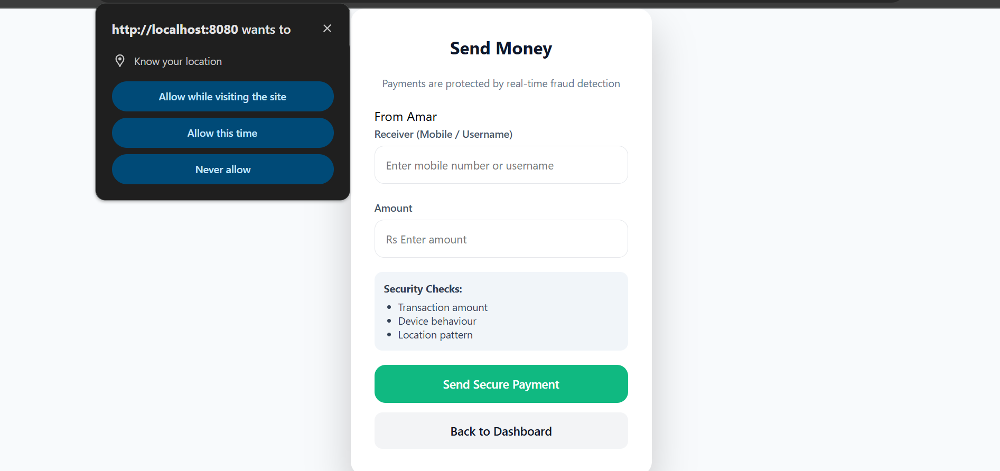 http://localhost:8080 wants to
Know your location
Allow while visiting the site
Allow this time
Never allow
Send Money
Payments are protected by real-time fraud detection
From Amar
Receiver (Mobile / Username)
Enter mobile number or username
Amount
Rs Enter amount
Security Checks:
Transaction amount
Device behaviour
Location pattern
Send Secure Payment
Back to Dashboard